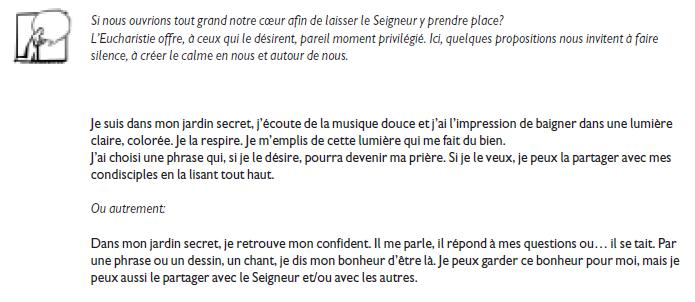 Si nous ouvrions tout grand notre cœur afin de laisser le Seigneur y prendre place?
L'Eucharistie offre, à ceux qui le désirent, pareil moment privilégié. Ici, quelques propositions nous invitent à faire
silence, à créer le calme en nous et autour de nous.
Je suis dans mon jardin secret, j'écoute de la musique douce et j'ai l'impression de baigner dans une lumière
claire, colorée. Je la respire. Je m'emplis de cette lumière qui me fait du bien.
J'ai choisi une phrase qui, si je le désire, pourra devenir ma prière. Si je le veux, je peux la partager avec mes
condisciples en la lisant tout haut.
Ou autrement:
Dans mon jardin secret, je retrouve mon confident. Il me parle, il répond à mes questions ou… il se tait. Par
une phrase ou un dessin, un chant, je dis mon bonheur d'être là. Je peux garder ce bonheur pour moi, mais je
peux aussi le partager avec le Seigneur et/ou avec les autres.